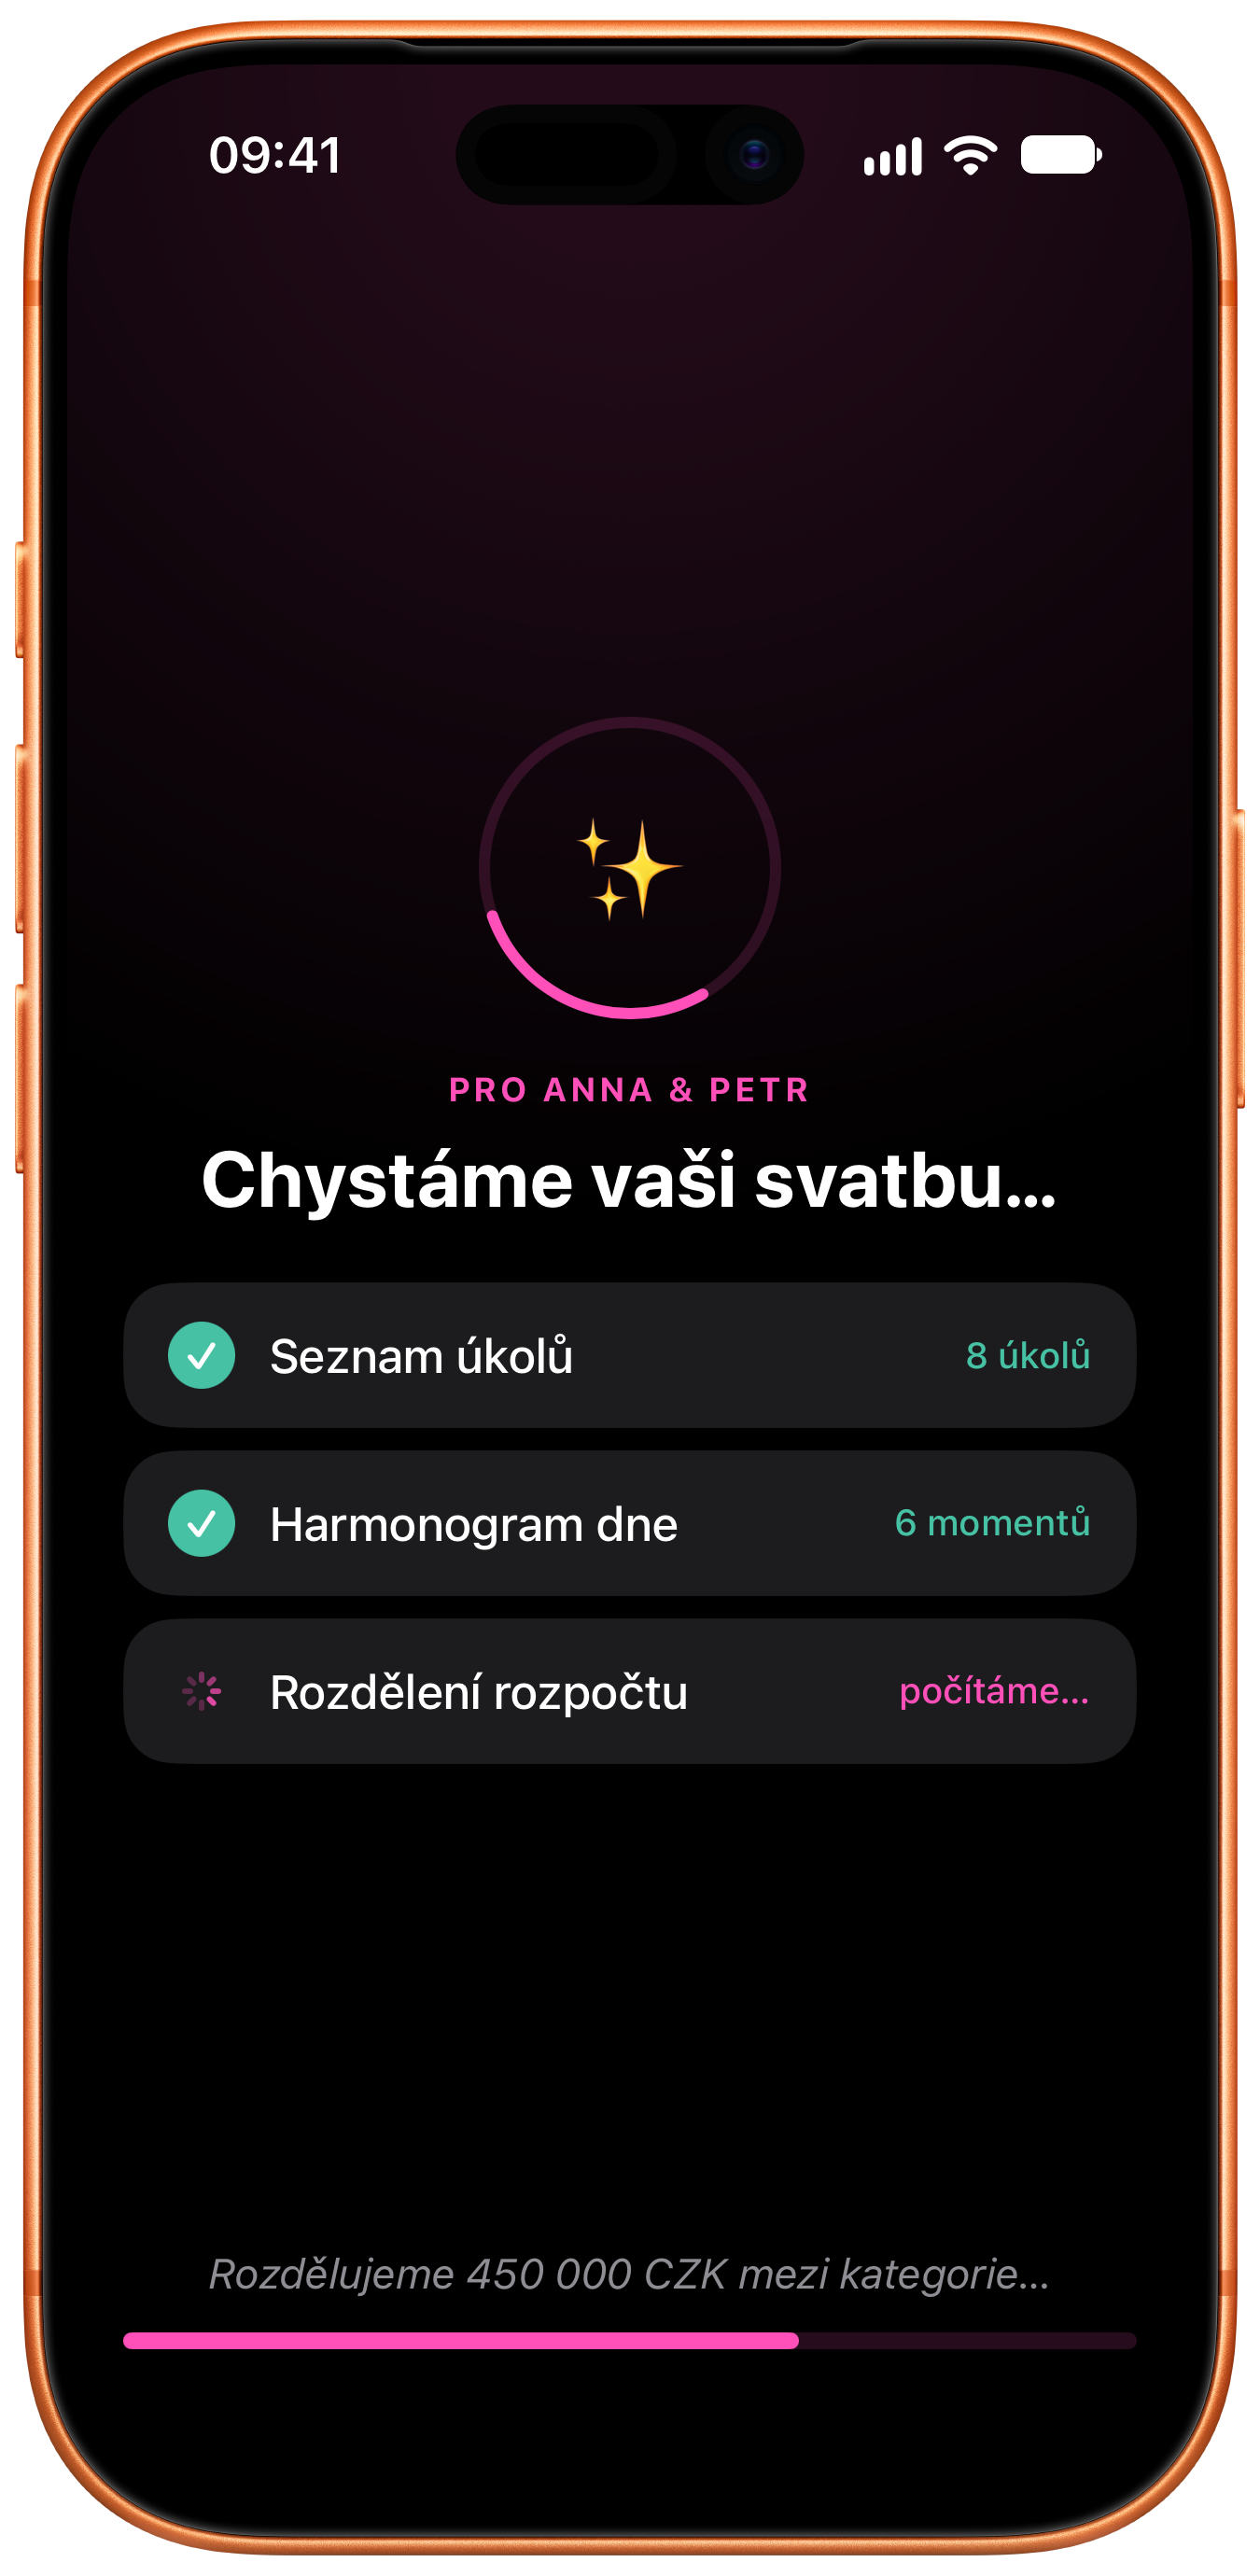 09:41
PRO ANNA & PETR
Chystáme vaši svatbu…
Seznam úkolů
8 úkolů
Harmonogram dne
6 momentů
Rozdělení rozpočtu
počítáme…
Rozdělujeme 450 000 CZK mezi kategorie…